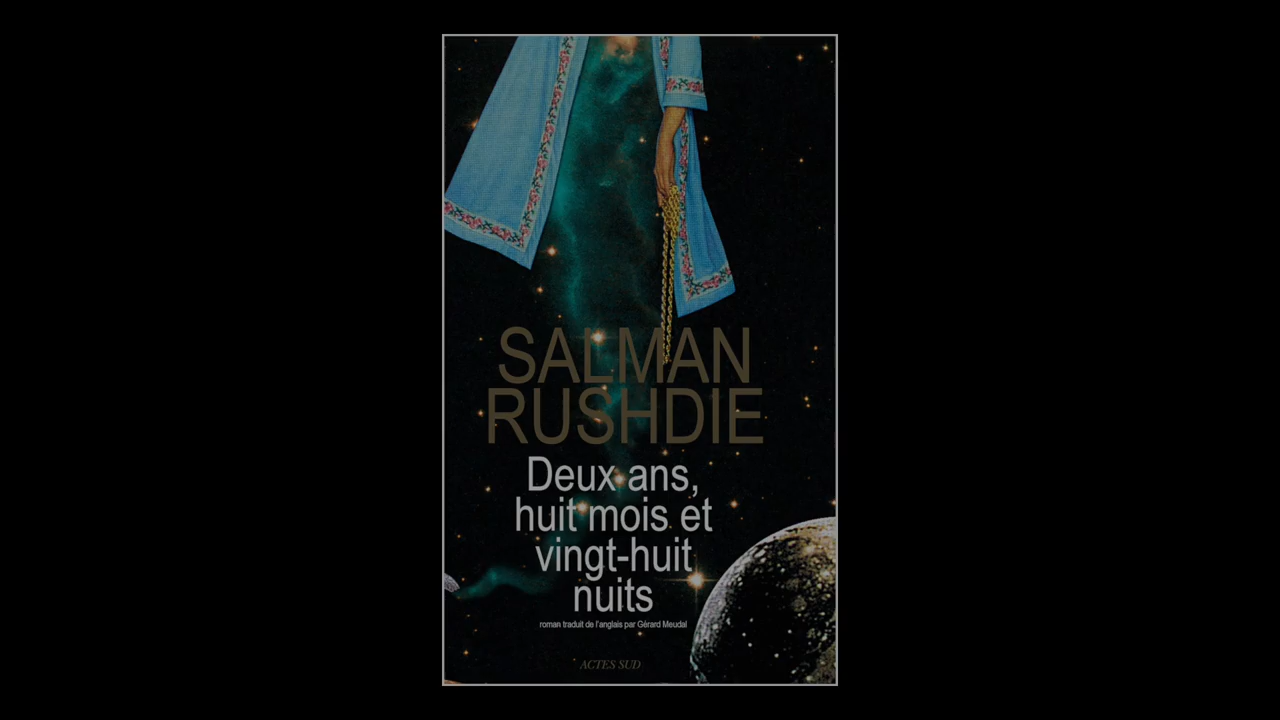 SALMAN
RUSHDIE
Deux ans,
huit mois et
vingt-huit
nuits
roman traduit de l'anglais par Gérard Meudal
ACTES SUD